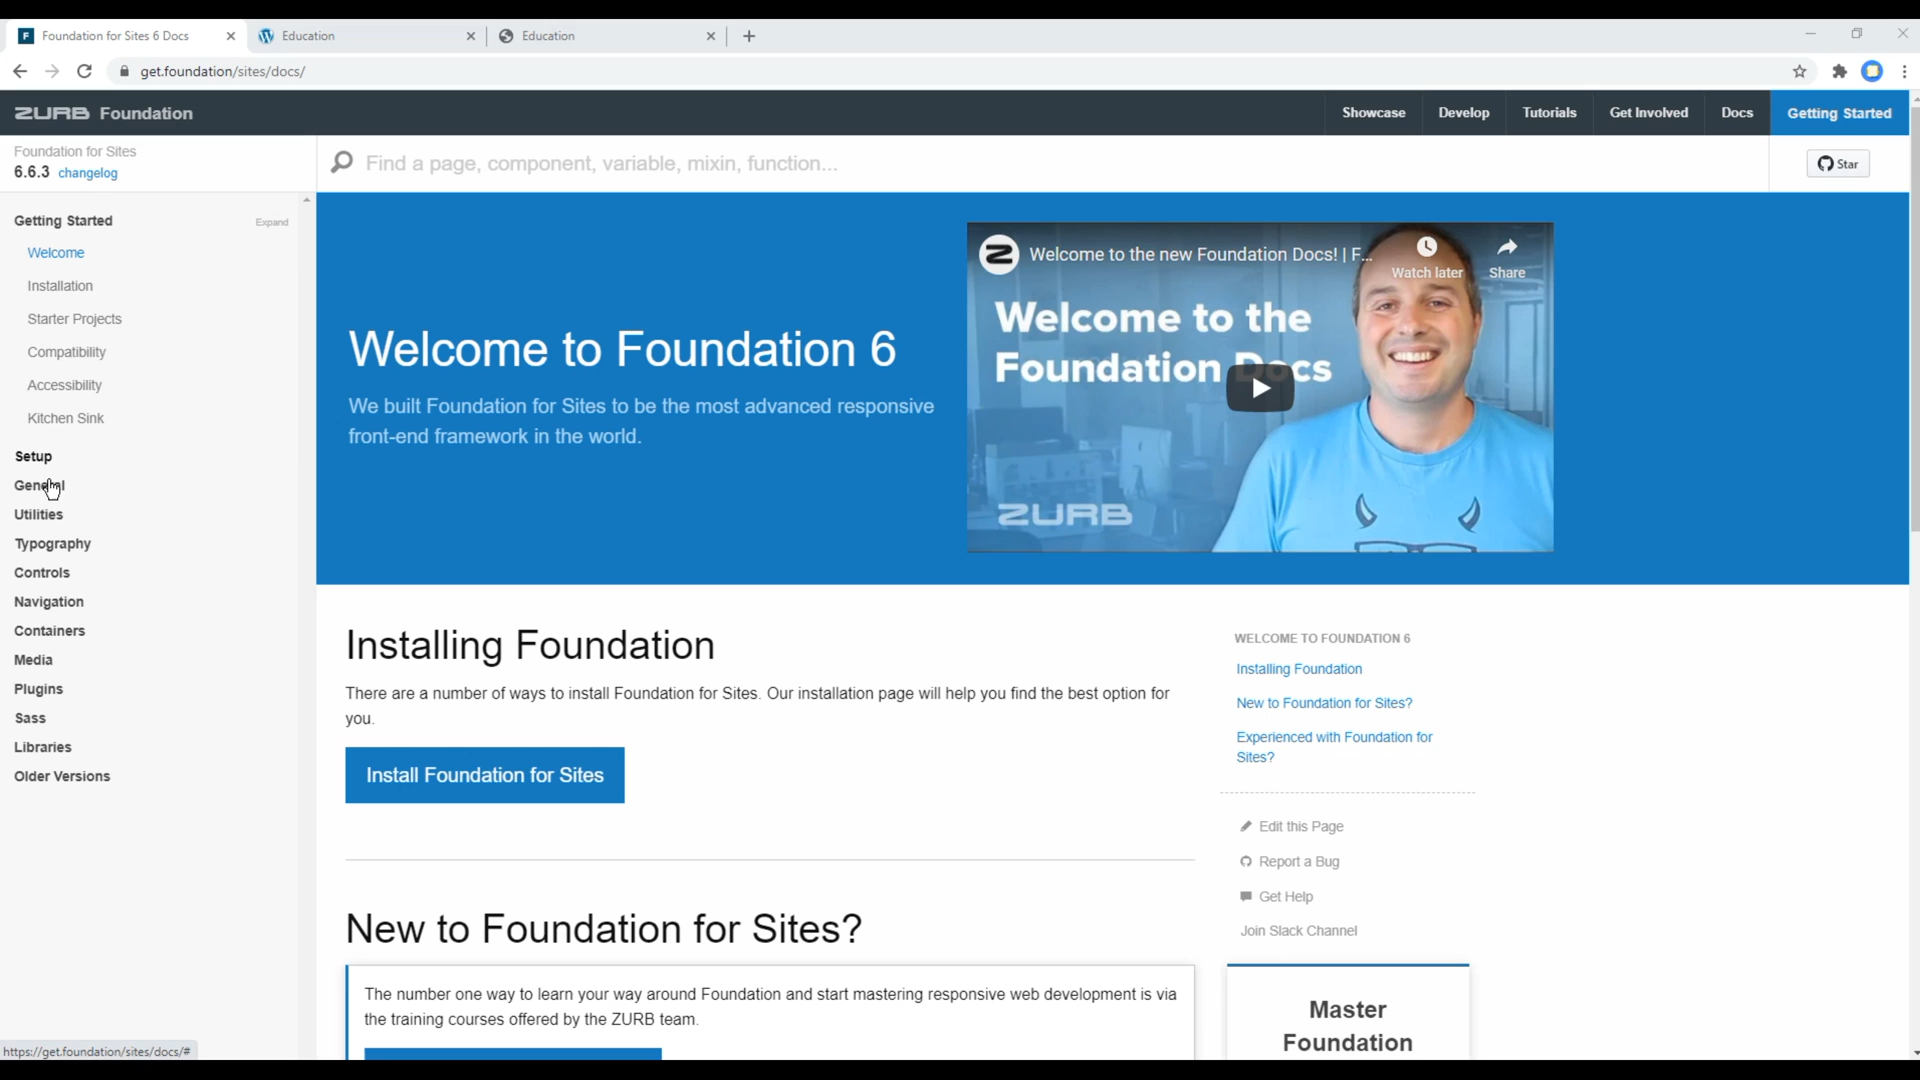 Foundation for Sites 6 Docs
Education
Education
get.foundation/sites/docs/
ZURB Foundation
Showcase
Develop
Tutorials
Get Involved
Docs
Getting Started
Foundation for Sites
6.6.3 changelog
Find a page, component, variable, mixin, function...
Star
Getting Started
Expand
Welcome
Installation
Starter Projects
Compatibility
Accessibility
Kitchen Sink
Setup
General
Utilities
Typography
Controls
Navigation
Containers
Media
Plugins
Sass
Libraries
Older Versions
Welcome to Foundation 6
We built Foundation for Sites to be the most advanced responsive
front-end framework in the world.
Welcome to the new Foundation Docs! | F...
Watch later
Share
Welcome to the
Foundation Docs
ZURB
Installing Foundation
There are a number of ways to install Foundation for Sites. Our installation page will help you find the best option for
you.
Install Foundation for Sites
New to Foundation for Sites?
The number one way to learn your way around Foundation and start mastering responsive web development is via
the training courses offered by the ZURB team.
WELCOME TO FOUNDATION 6
Installing Foundation
New to Foundation for Sites?
Experienced with Foundation for
Sites?
Edit this Page
Report a Bug
Get Help
Join Slack Channel
Master
Foundation
https://get.foundation/sites/docs/#